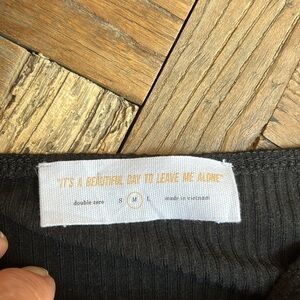 "IT'S A BEAUTIFUL DAY TO LEAVE ME ALONE"
double zero S M L made in vietnam